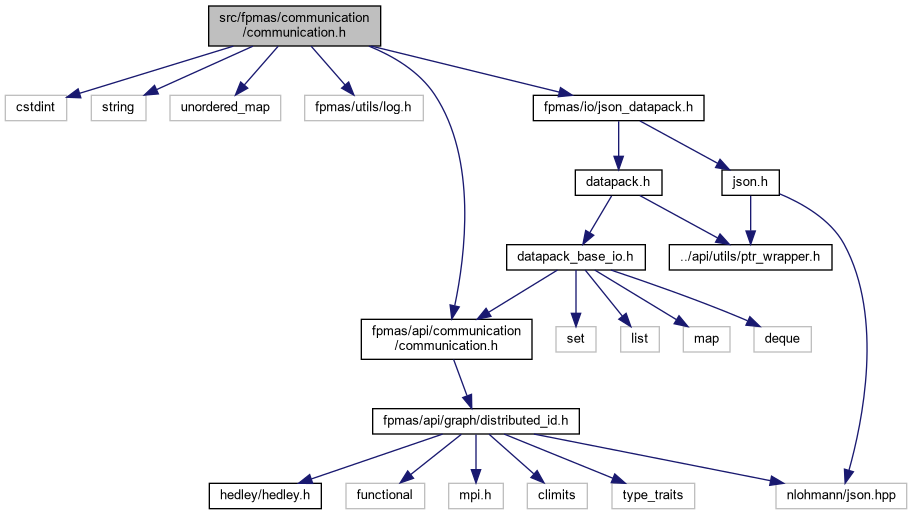 src/fpmas/communication
/communication.h
cstdint
string
unordered_map
fpmas/utils/log.h
fpmas/io/json_datapack.h
datapack.h
json.h
datapack_base_io.h
../api/utils/ptr_wrapper.h
fpmas/api/communication
/communication.h
set
list
map
deque
fpmas/api/graph/distributed_id.h
hedley/hedley.h
functional
mpi.h
climits
type_traits
nlohmann/json.hpp